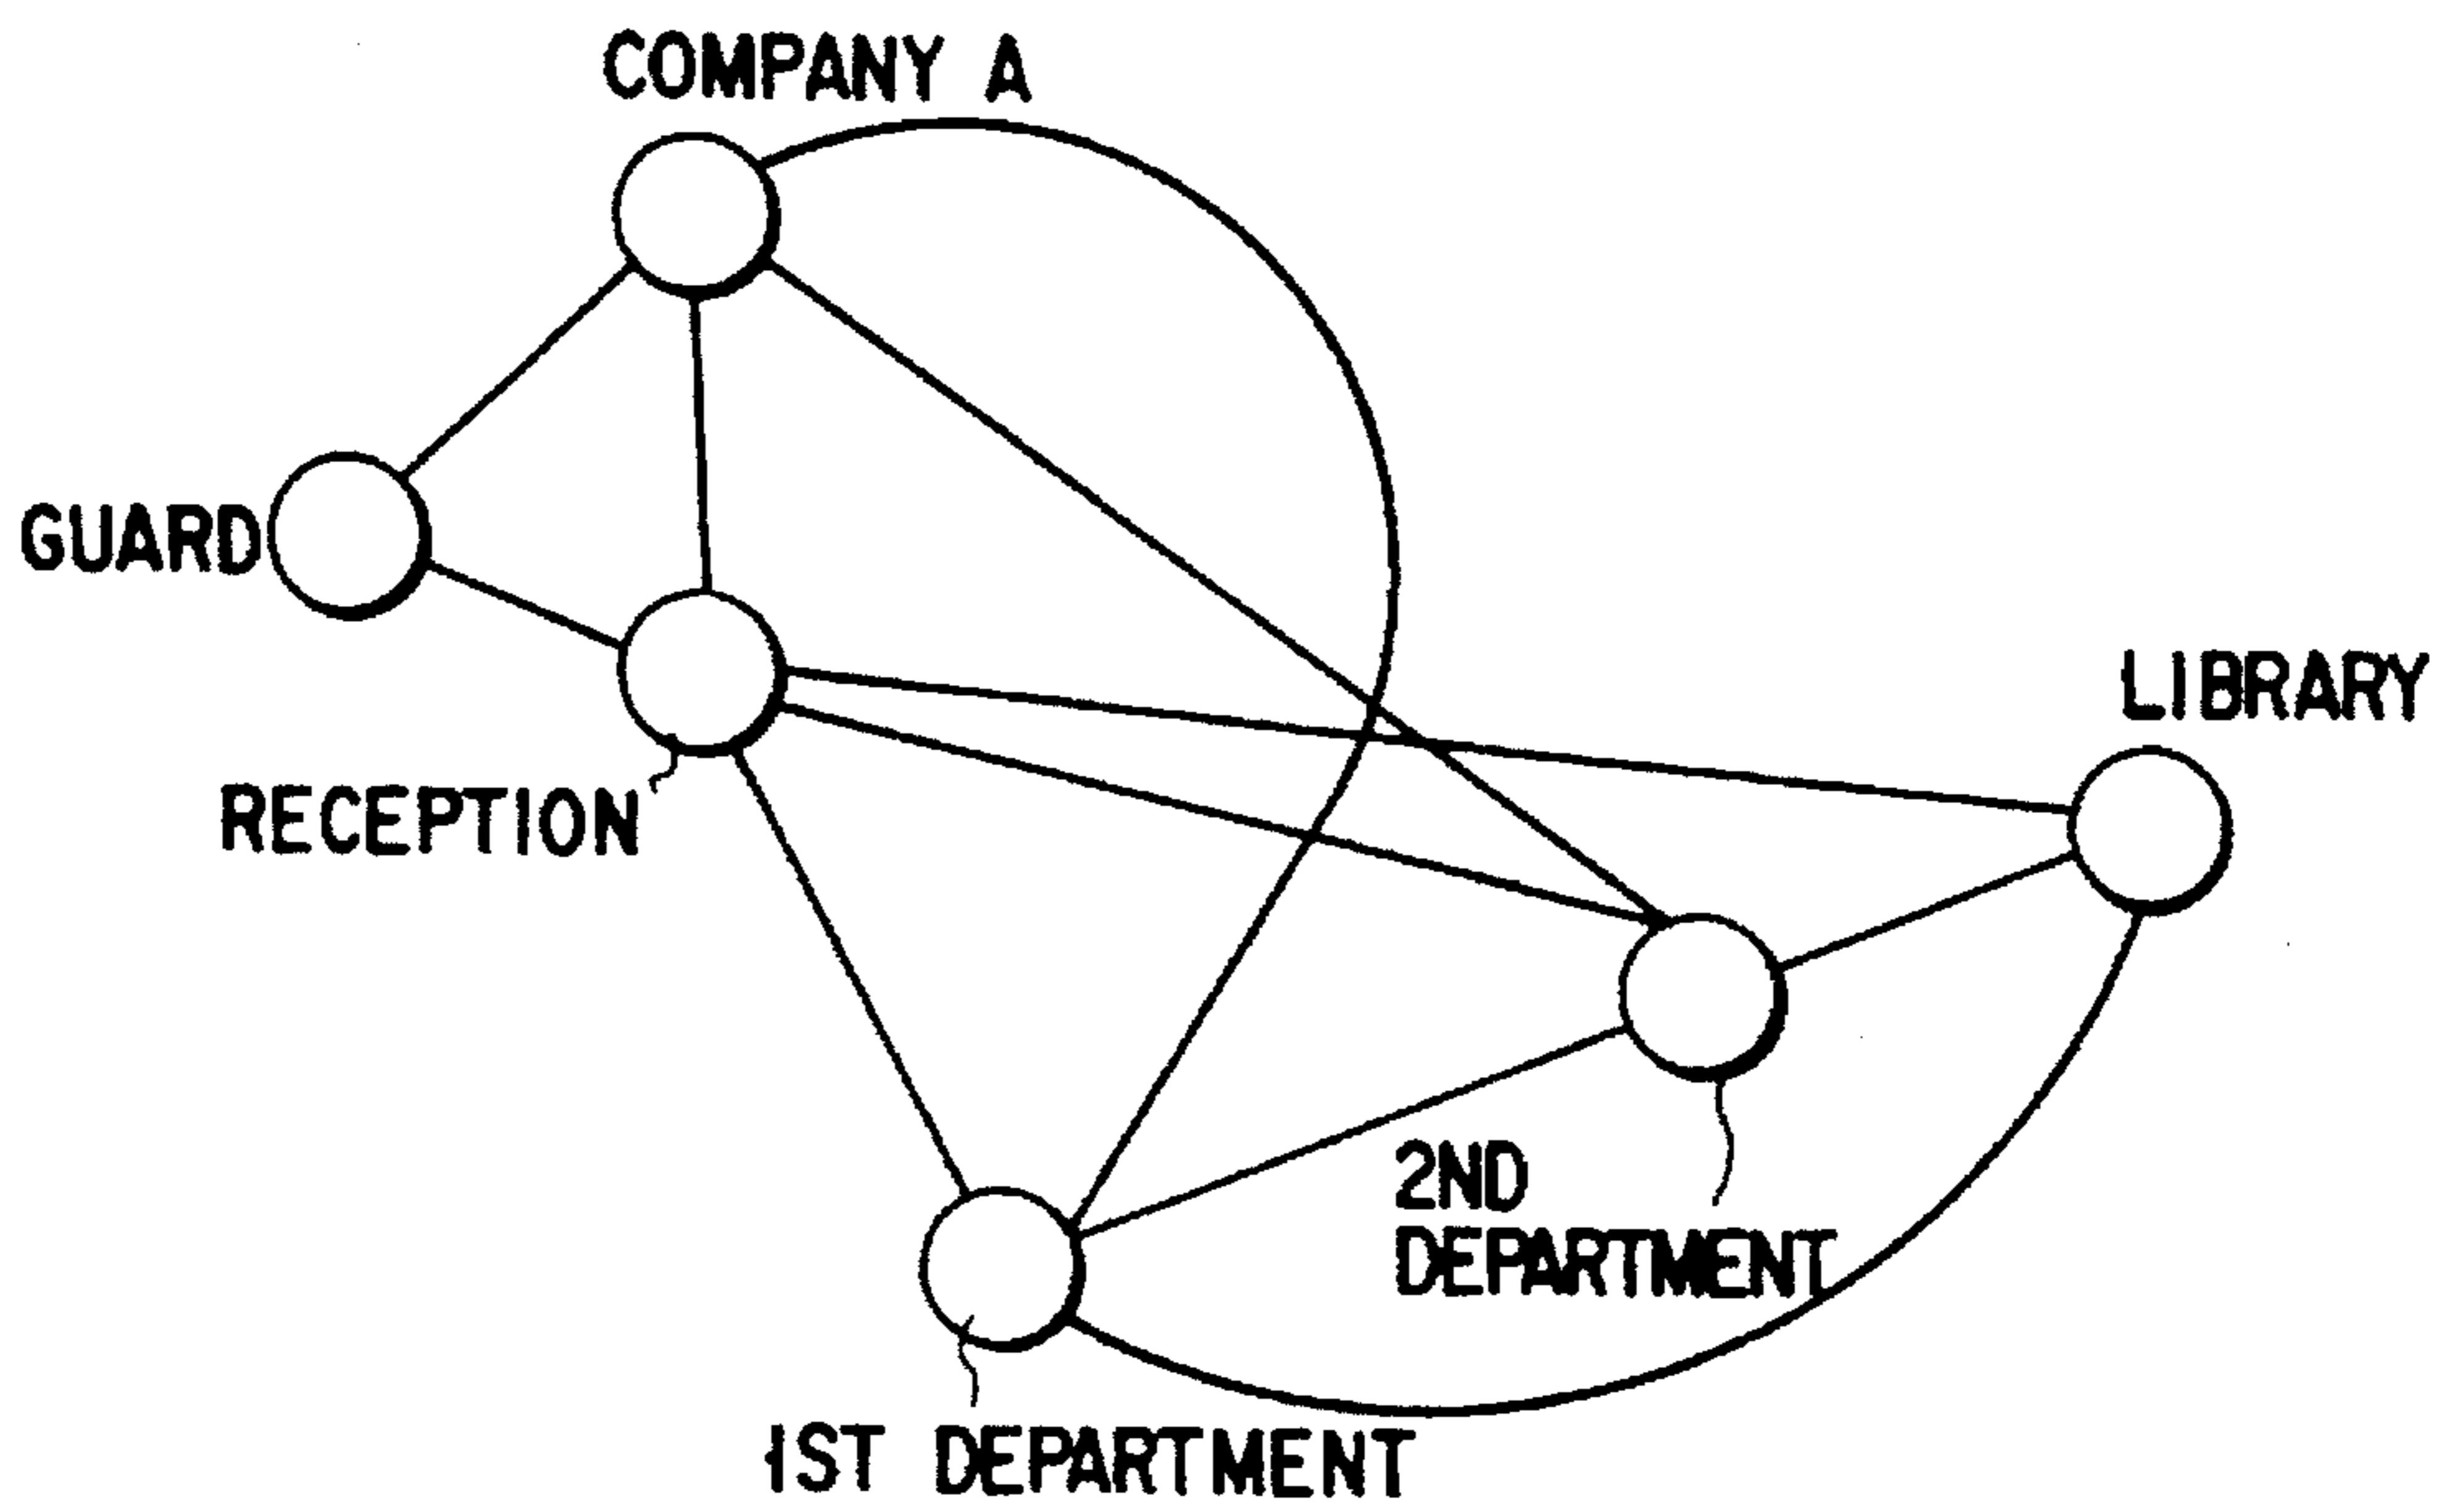 COMPANY A
GUARD
LIBRARY
RECEPTION
2ND
DEPARTMENT
1ST DEPARTMENT